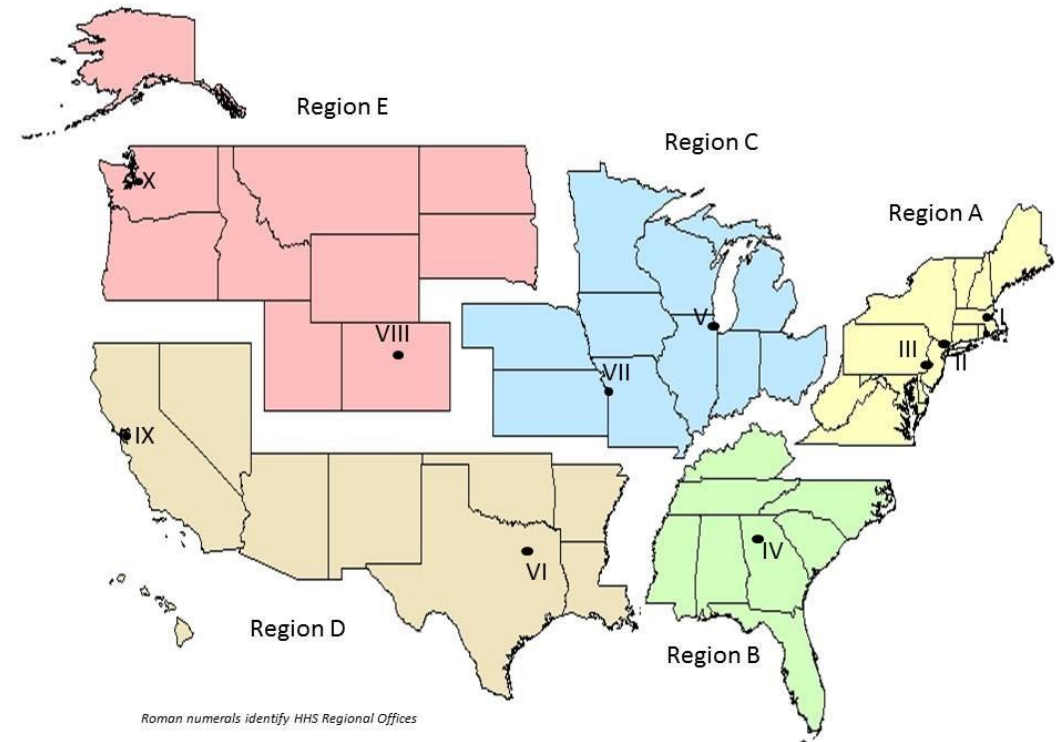 Region E
Region C
X
Region A
I
V
VIII
III
II
VII
IX
IV
VI
Region D
Region B
Roman numerals identify HHS Regional Offices